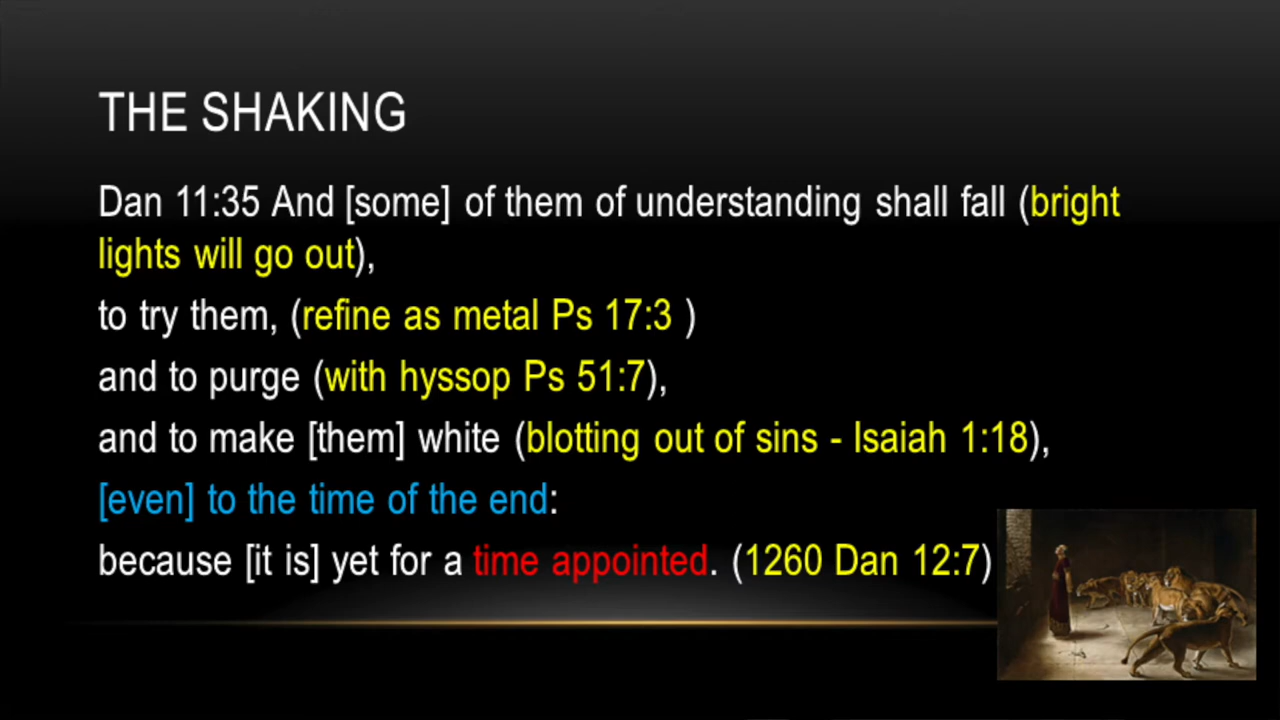 THE SHAKING
Dan 11:35 And [some] of them of understanding shall fall (bright
lights will go out),
to try them, (refine as metal Ps 17:3 )
and to purge (with hyssop Ps 51:7),
and to make [them] white (blotting out of sins - Isaiah 1:18),
[even] to the time of the end:
because [it is] yet for a time appointed. (1260 Dan 12:7)